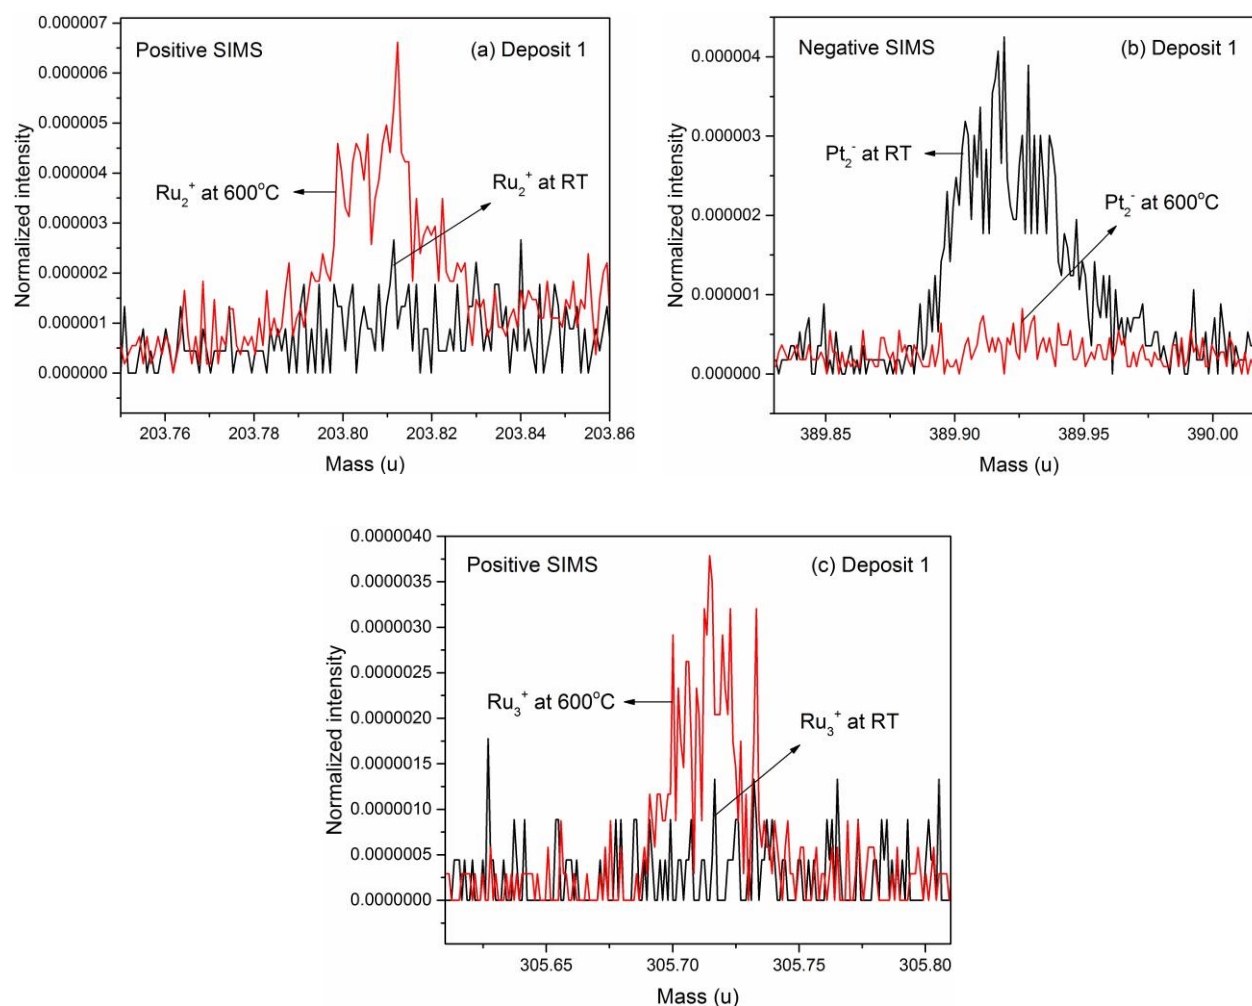 Positive SIMS (a) Deposit 1
0.000007
0.000006
0.000005
0.000004
0.000003
0.000002
0.000001
0.000000
Normalized intensity
Ru₂⁺ at 600°C
Ru₂⁺ at RT
203.76 203.78 203.80 203.82 203.84 203.86
Mass (u)
Negative SIMS (b) Deposit 1
0.000004
0.000003
0.000002
0.000001
0.000000
Normalized intensity
Pt₂⁻ at RT
Pt₂⁻ at 600°C
389.85 389.90 389.95 390.00
Mass (u)
Positive SIMS (c) Deposit 1
0.0000040
0.0000035
0.0000030
0.0000025
0.0000020
0.0000015
0.0000010
0.0000005
0.0000000
Normalized intensity
Ru₃⁺ at 600°C
Ru₃⁺ at RT
305.65 305.70 305.75 305.80
Mass (u)